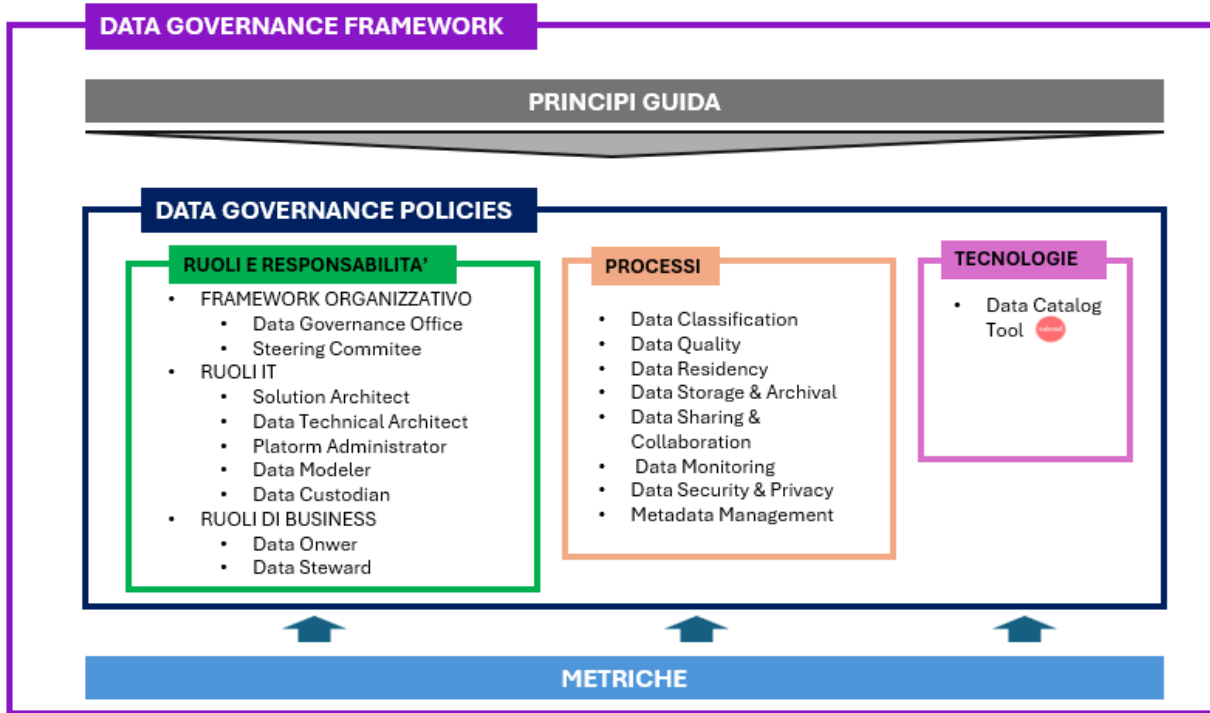 DATA GOVERNANCE FRAMEWORK
PRINCIPI GUIDA
DATA GOVERNANCE POLICIES
RUOLI E RESPONSABILITA’
• FRAMEWORK ORGANIZZATIVO
• Data Governance Office
• Steering Commitee
• RUOLI IT
• Solution Architect
• Data Technical Architect
• Platorm Administrator
• Data Modeler
• Data Custodian
• RUOLI DI BUSINESS
• Data Onwer
• Data Steward
PROCESSI
• Data Classification
• Data Quality
• Data Residency
• Data Storage & Archival
• Data Sharing &
Collaboration
• Data Monitoring
• Data Security & Privacy
• Metadata Management
TECNOLOGIE
• Data Catalog
Tool
METRICHE